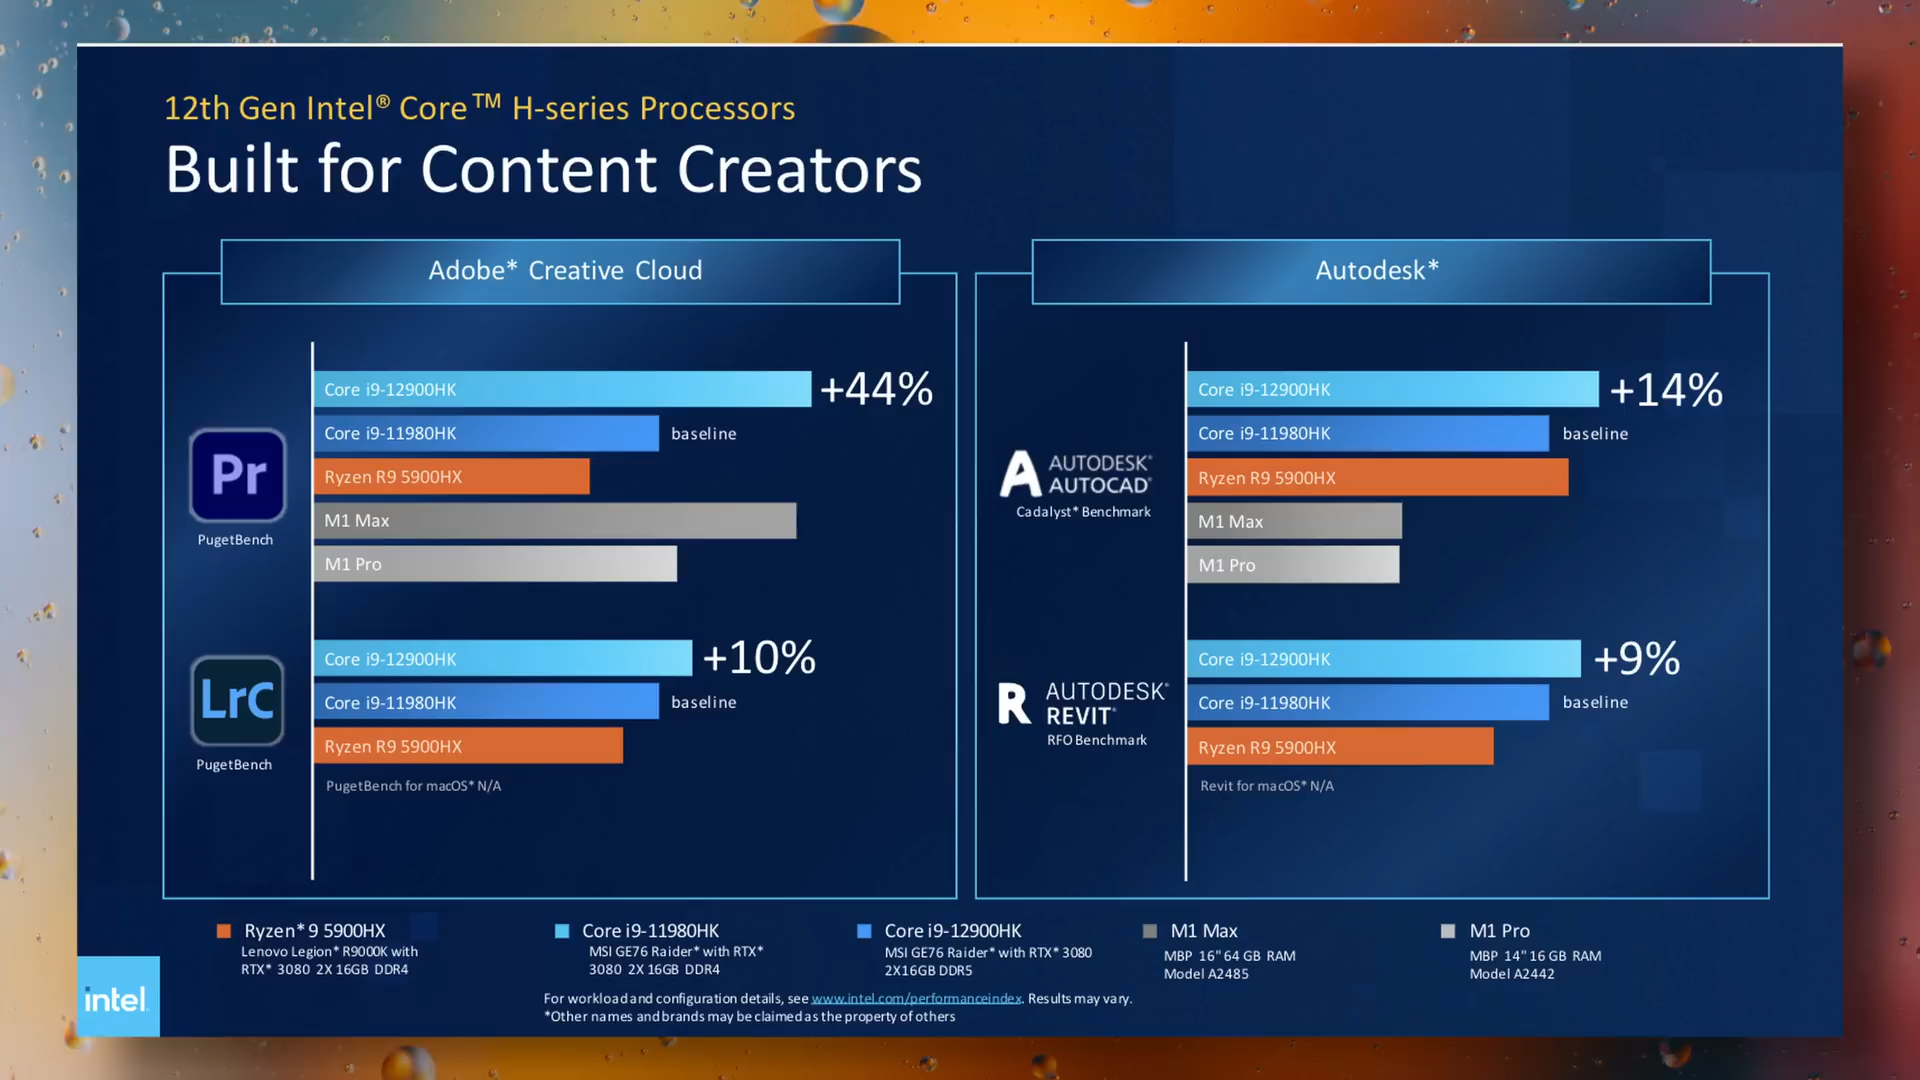 12th Gen Intel® Core™ H-series Processors
Built for Content Creators
Adobe* Creative Cloud
Core i9-12900HK
+44%
Core i9-11980HK
baseline
Ryzen R9 5900HX
M1 Max
M1 Pro
Pr
PugetBench
Core i9-12900HK
+10%
Core i9-11980HK
baseline
Ryzen R9 5900HX
PugetBench for macOS* N/A
LrC
PugetBench
Autodesk*
Core i9-12900HK
+14%
Core i9-11980HK
baseline
Ryzen R9 5900HX
M1 Max
M1 Pro
A AUTODESK®
AUTOCAD®
Cadalyst* Benchmark
Core i9-12900HK
+9%
Core i9-11980HK
baseline
Ryzen R9 5900HX
Revit for macOS* N/A
R AUTODESK®
REVIT®
RFO Benchmark
Ryzen* 9 5900HX
Lenovo Legion* R9000K with
RTX* 3080 2X 16GB DDR4
Core i9-11980HK
MSI GE76 Raider* with RTX*
3080 2X 16GB DDR4
Core i9-12900HK
MSI GE76 Raider* with RTX* 3080
2X16GB DDR5
M1 Max
MBP 16" 64 GB RAM
Model A2485
M1 Pro
MBP 14" 16 GB RAM
Model A2442
intel.
For workload and configuration details, see www.intel.com/performanceindex. Results may vary.
*Other names and brands may be claimed as the property of others